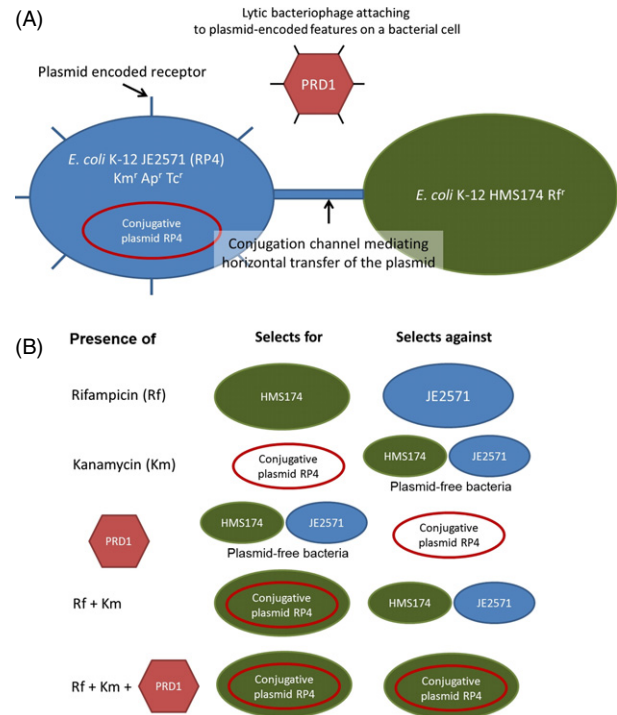 (A)
Lytic bacteriophage attaching
to plasmid-encoded features on a bacterial cell
Plasmid encoded receptor
PRD1
E. coli K-12 JE2571 (RP4)
Kmʳ Apʳ Tcʳ
E. coli K-12 HMS174 Rfʳ
Conjugative
plasmid RP4
Conjugation channel mediating
horizontal transfer of the plasmid
(B)
Presence of
Selects for
Selects against
Rifampicin (Rf)
HMS174
JE2571
Kanamycin (Km)
Conjugative
plasmid RP4
HMS174
JE2571
Plasmid-free bacteria
PRD1
HMS174
JE2571
Plasmid-free bacteria
Conjugative
plasmid RP4
Rf + Km
Conjugative
plasmid RP4
HMS174
JE2571
Rf + Km +
PRD1
Conjugative
plasmid RP4
Conjugative
plasmid RP4